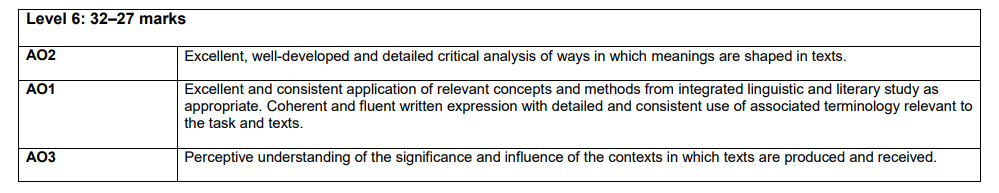 Level 6: 32–27 marks
AO2
Excellent, well-developed and detailed critical analysis of ways in which meanings are shaped in texts.
AO1
Excellent and consistent application of relevant concepts and methods from integrated linguistic and literary study as
appropriate. Coherent and fluent written expression with detailed and consistent use of associated terminology relevant to
the task and texts.
AO3
Perceptive understanding of the significance and influence of the contexts in which texts are produced and received.